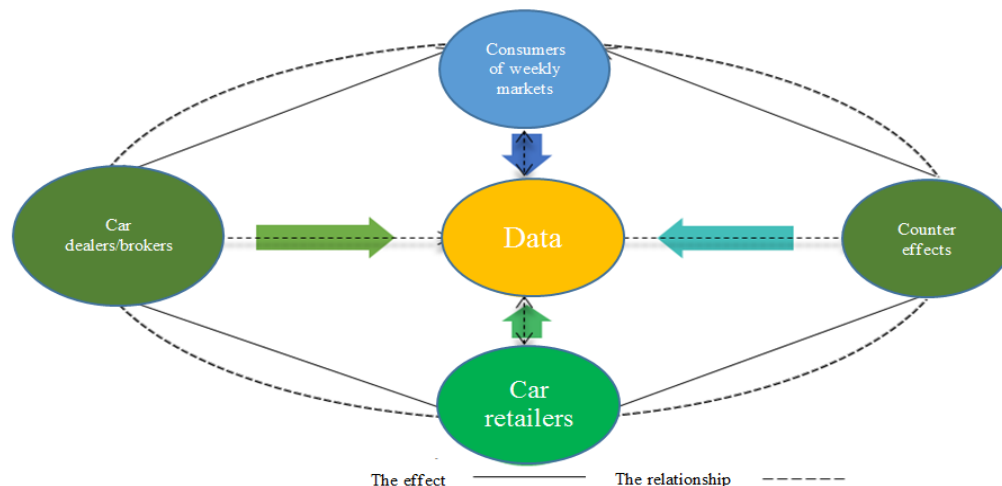 Consumers
of weekly
markets
Car
dealers/brokers
Data
Counter
effects
Car
retailers
The effect
The relationship